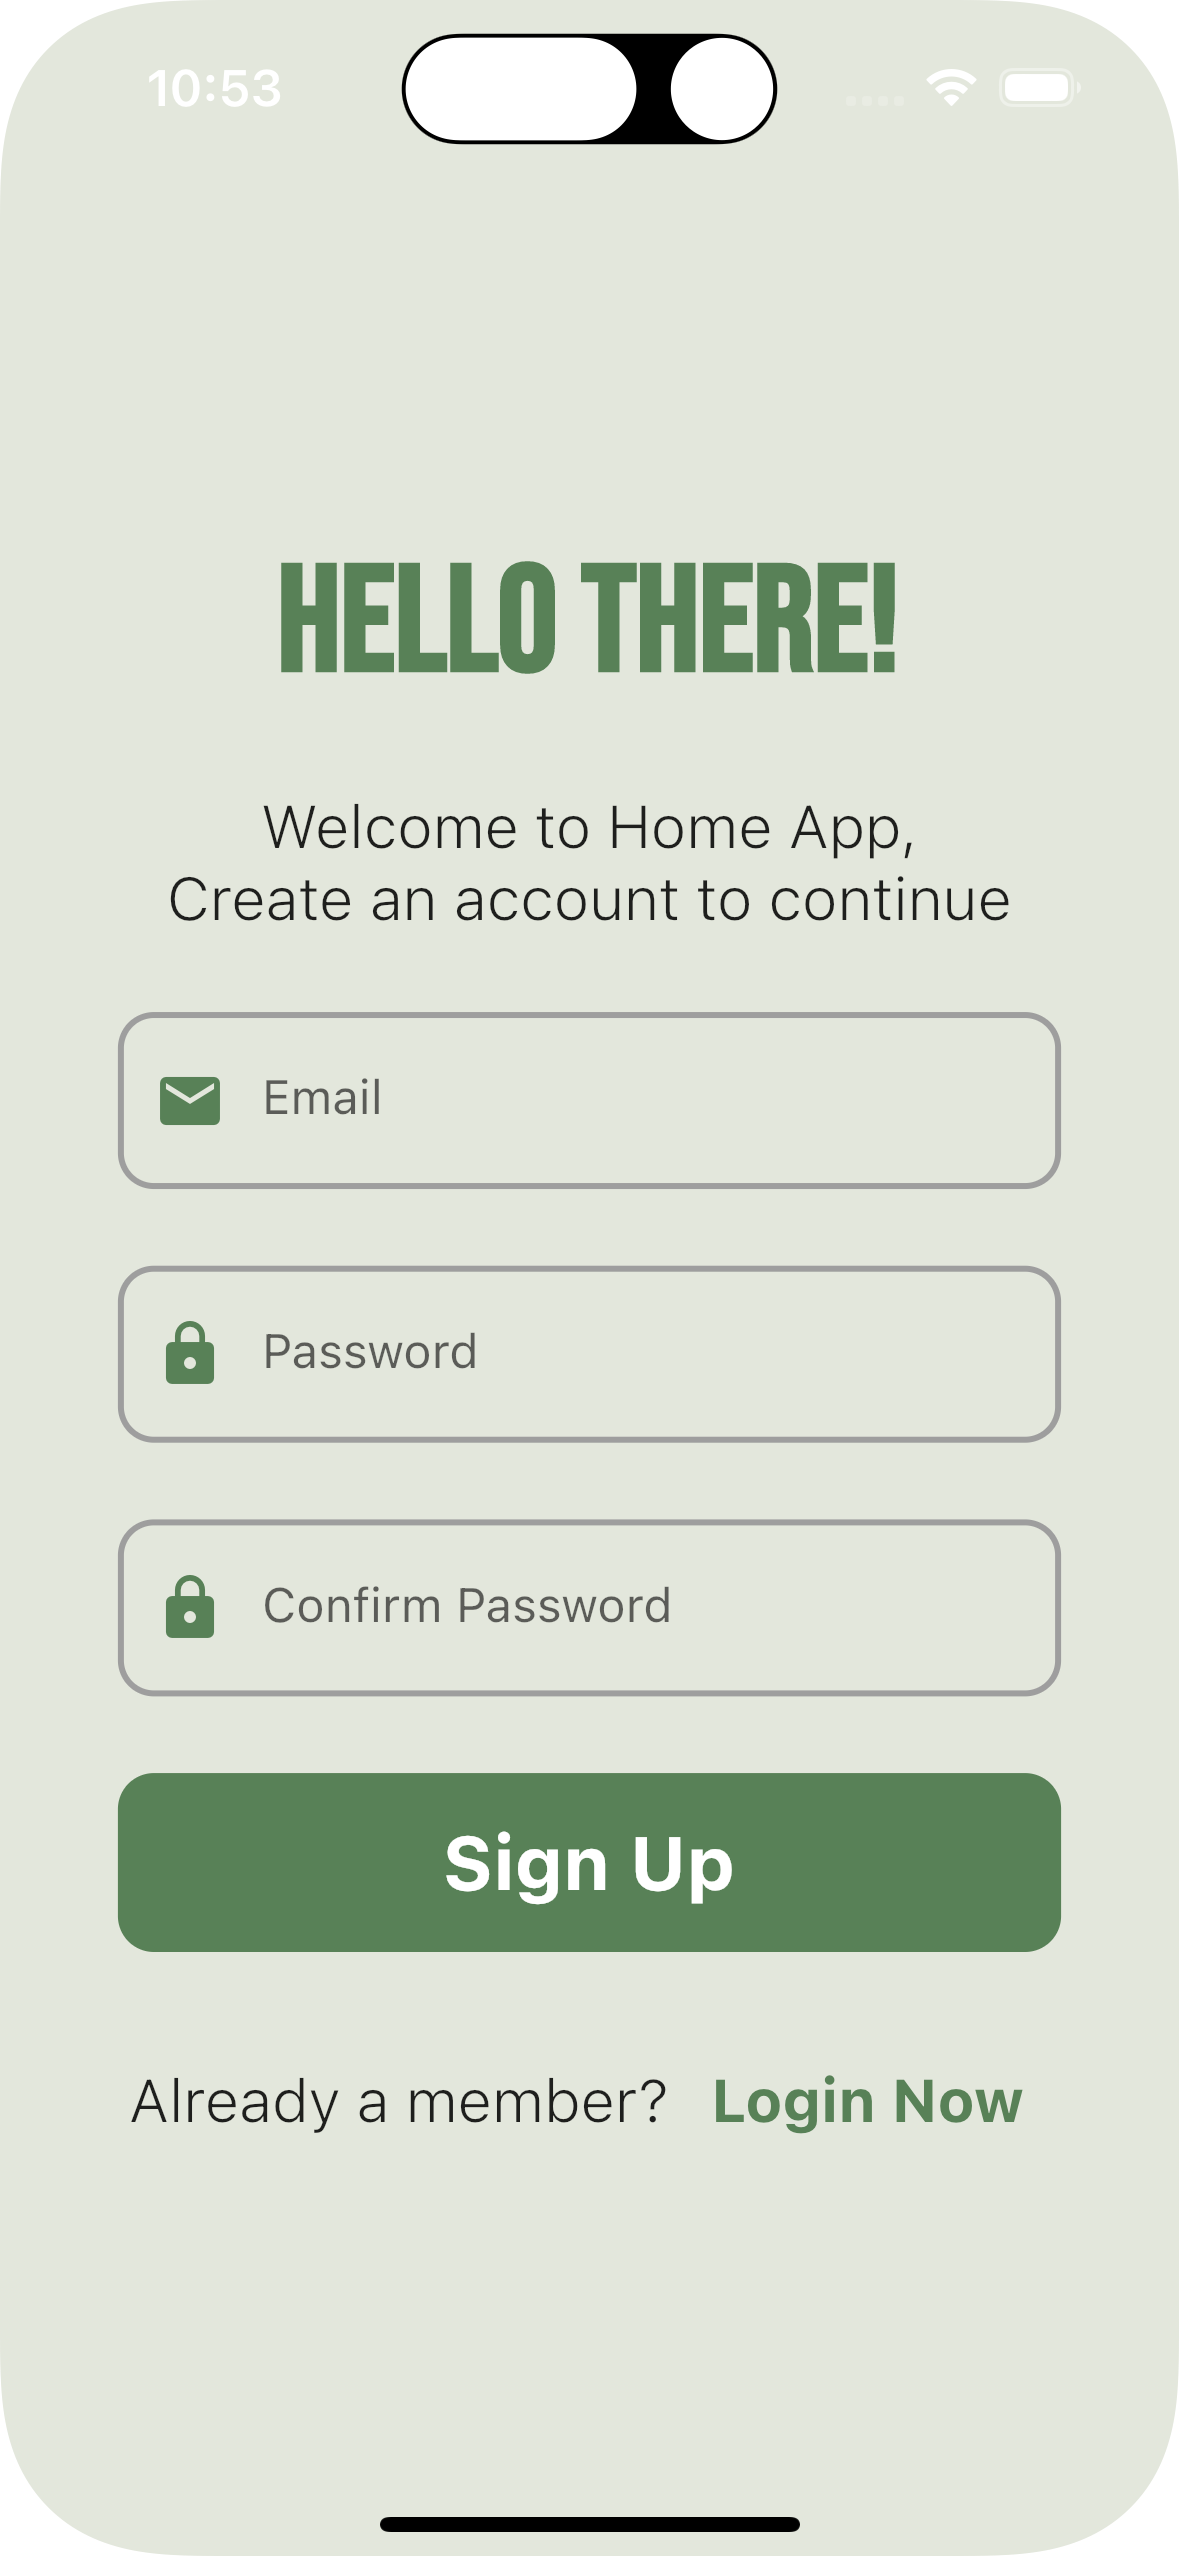 10:53
HELLO THERE!
Welcome to Home App,
Create an account to continue
Email
Password
Confirm Password
Sign Up
Already a member? Login Now